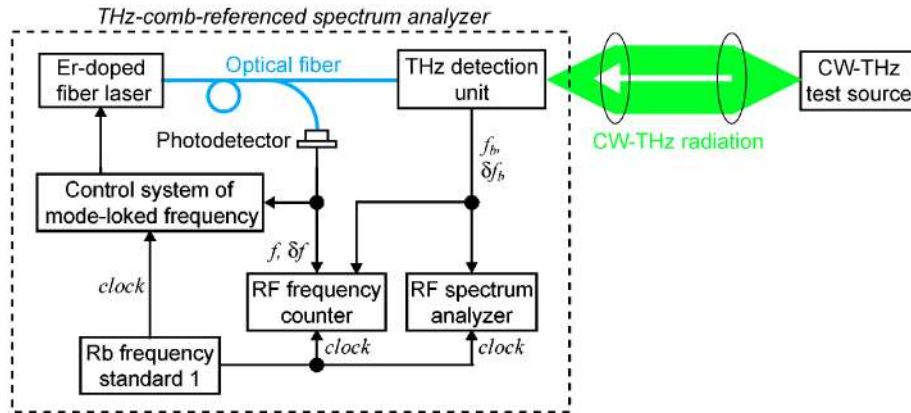 THz-comb-referenced spectrum analyzer
Er-doped
fiber laser
Optical fiber
THz detection
unit
CW-THz
test source
Photodetector
CW-THz radiation
f_b,
δf_b
Control system of
mode-loked frequency
f, δf
clock
RF frequency
counter
RF spectrum
analyzer
Rb frequency
standard 1
clock
clock